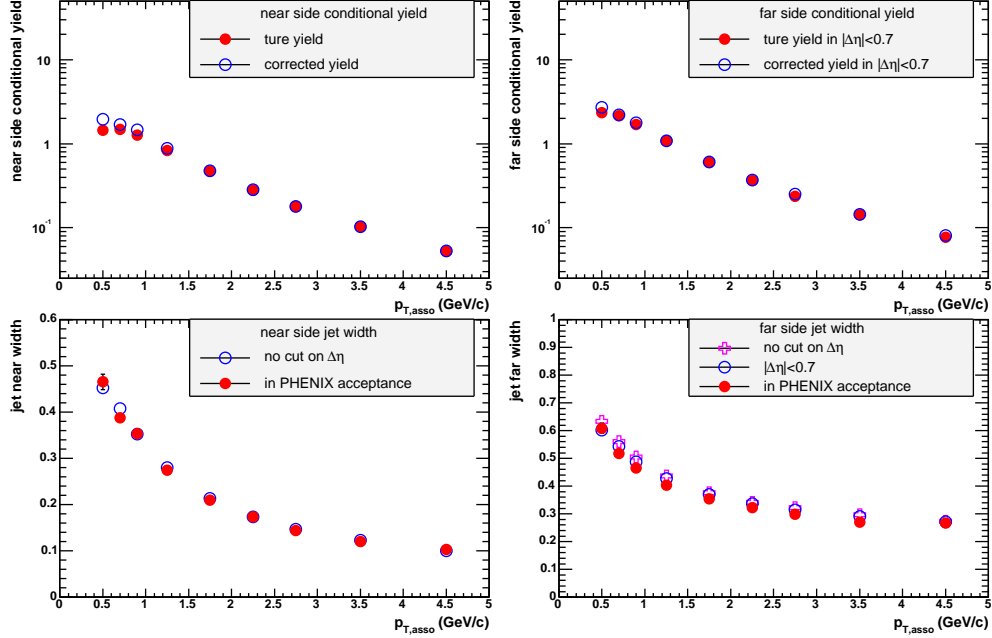 near side conditional yield
near side conditional yield
ture yield
corrected yield
10
1
10⁻¹
0 0.5 1 1.5 2 2.5 3 3.5 4 4.5 5
p_T,asso (GeV/c)
far side conditional yield
far side conditional yield
ture yield in |Δη|<0.7
corrected yield in |Δη|<0.7
10
1
10⁻¹
0 0.5 1 1.5 2 2.5 3 3.5 4 4.5 5
p_T,asso (GeV/c)
jet near width
near side jet width
no cut on Δη
in PHENIX acceptance
0.6
0.5
0.4
0.3
0.2
0.1
0
0 0.5 1 1.5 2 2.5 3 3.5 4 4.5 5
p_T,asso (GeV/c)
jet far width
far side jet width
no cut on Δη
|Δη|<0.7
in PHENIX acceptance
1
0.9
0.8
0.7
0.6
0.5
0.4
0.3
0.2
0.1
0
0 0.5 1 1.5 2 2.5 3 3.5 4 4.5 5
p_T,asso (GeV/c)